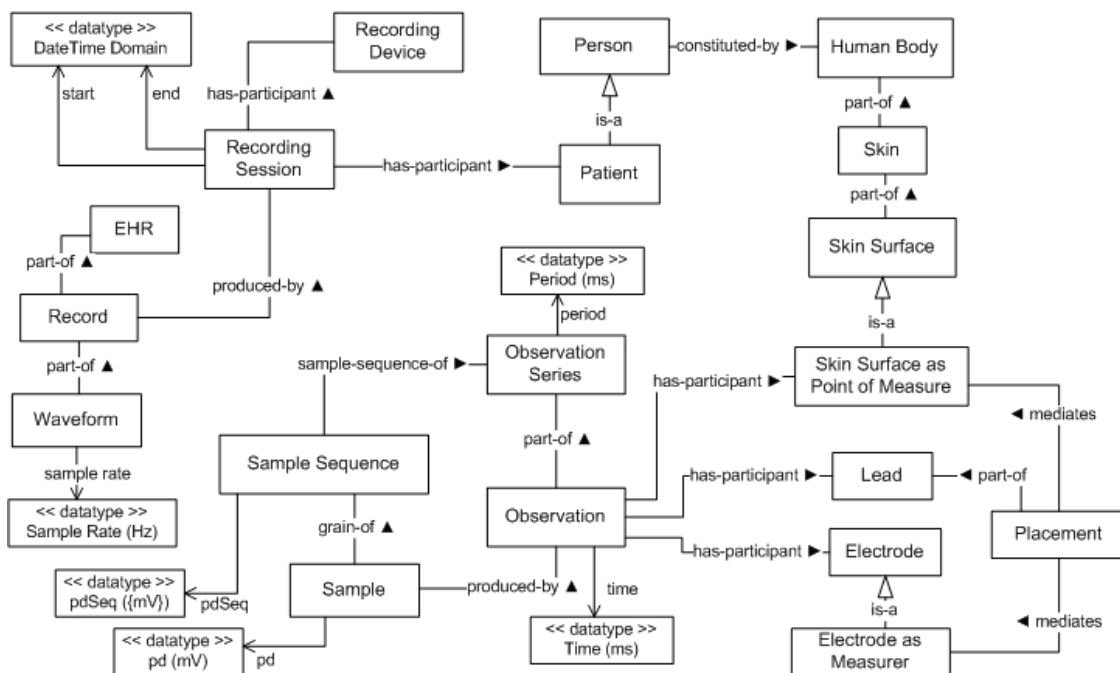 << datatype >>
DateTime Domain
Recording
Device
Person
constituted-by ►
Human Body
start
end
has-participant ▲
part-of ▲
is-a
Recording
Session
has-participant ►
Patient
Skin
part-of ▲
EHR
Skin Surface
<< datatype >>
Period (ms)
part-of ▲
produced-by ▲
Record
period
is-a
part-of ▲
sample-sequence-of ►
Observation
Series
has-participant ►
Skin Surface as
Point of Measure
Waveform
◄ mediates
part-of ▲
Sample Sequence
sample rate
has-participant ►
Lead
◄ part-of
<< datatype >>
Sample Rate (Hz)
grain-of ▲
Observation
Placement
has-participant ►
Electrode
<< datatype >>
pdSeq ({mV})
pdSeq
Sample
produced-by ▲
time
is-a
◄ mediates
<< datatype >>
pd (mV)
pd
<< datatype >>
Time (ms)
Electrode as
Measurer